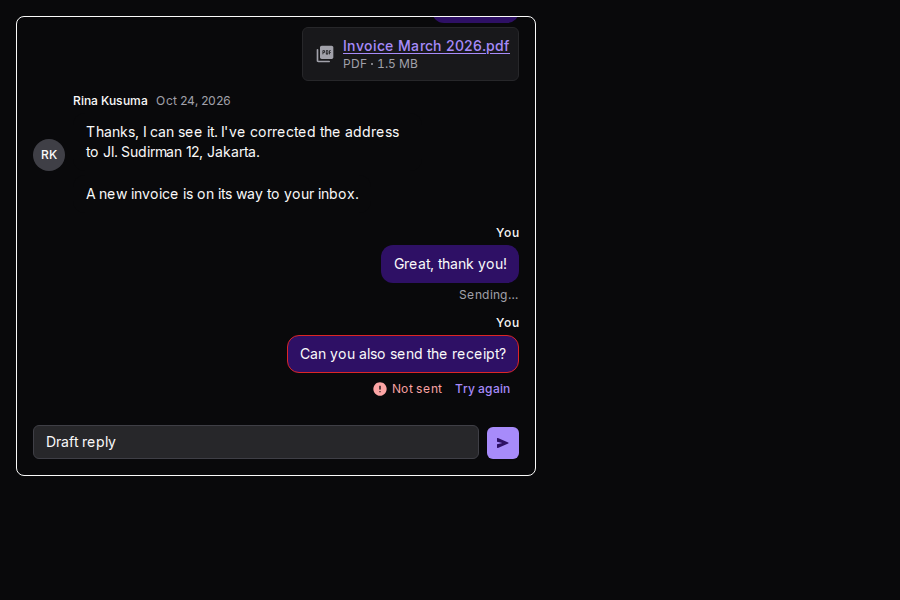 Invoice March 2026.pdf
PDF · 1.5 MB
Rina Kusuma Oct 24, 2026
RK
Thanks, I can see it. I've corrected the address
to Jl. Sudirman 12, Jakarta.
A new invoice is on its way to your inbox.
You
Great, thank you!
Sending...
You
Can you also send the receipt?
Not sent Try again
Draft reply